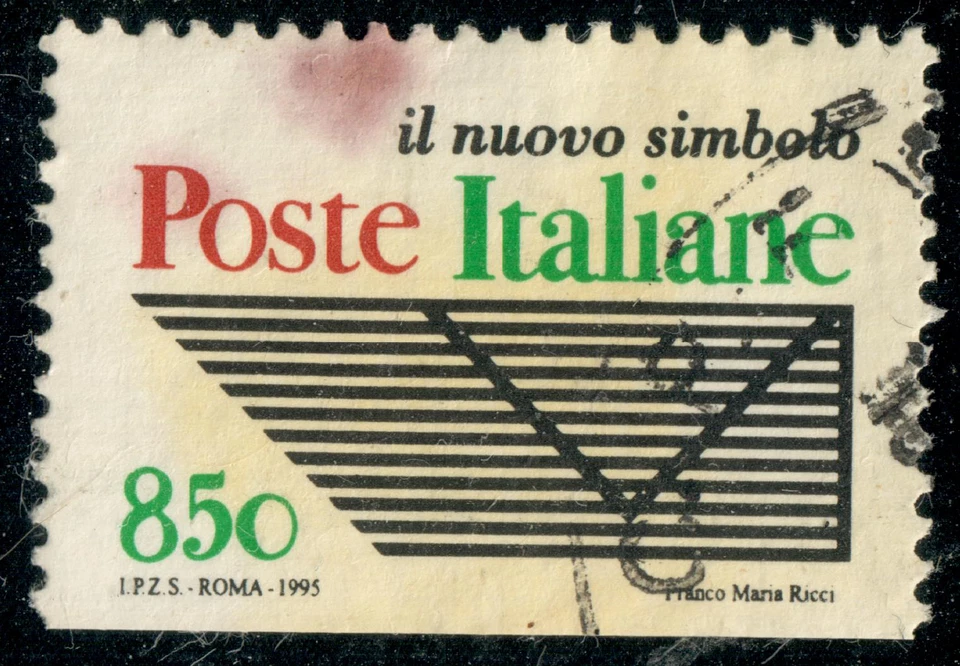 il nuovo simbolo
Poste Italiane
850
I.P.Z.S. - ROMA - 1995
Franco Maria Ricci